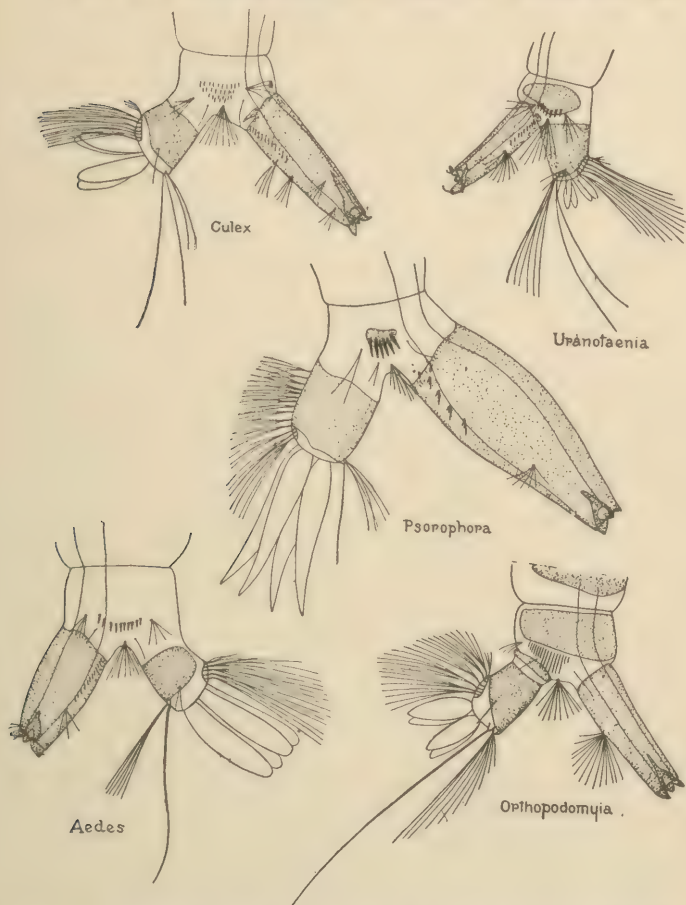 Culex
Uranotaenia
Psorophora
Aedes
Orthopodomyia.